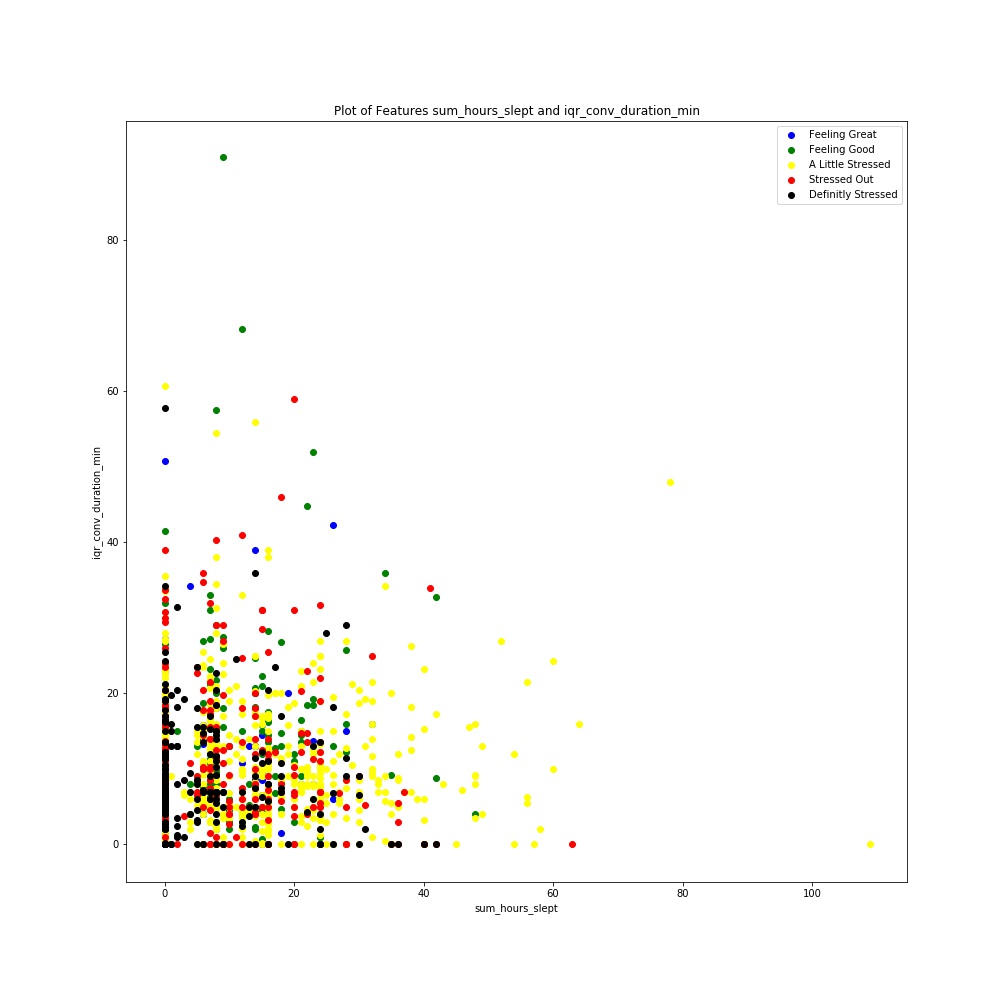 Plot of Features sum_hours_slept and iqr_conv_duration_min
Feeling Great
Feeling Good
A Little Stressed
Stressed Out
Definitly Stressed
iqr_conv_duration_min
80
60
40
20
0
0 20 40 60 80 100
sum_hours_slept